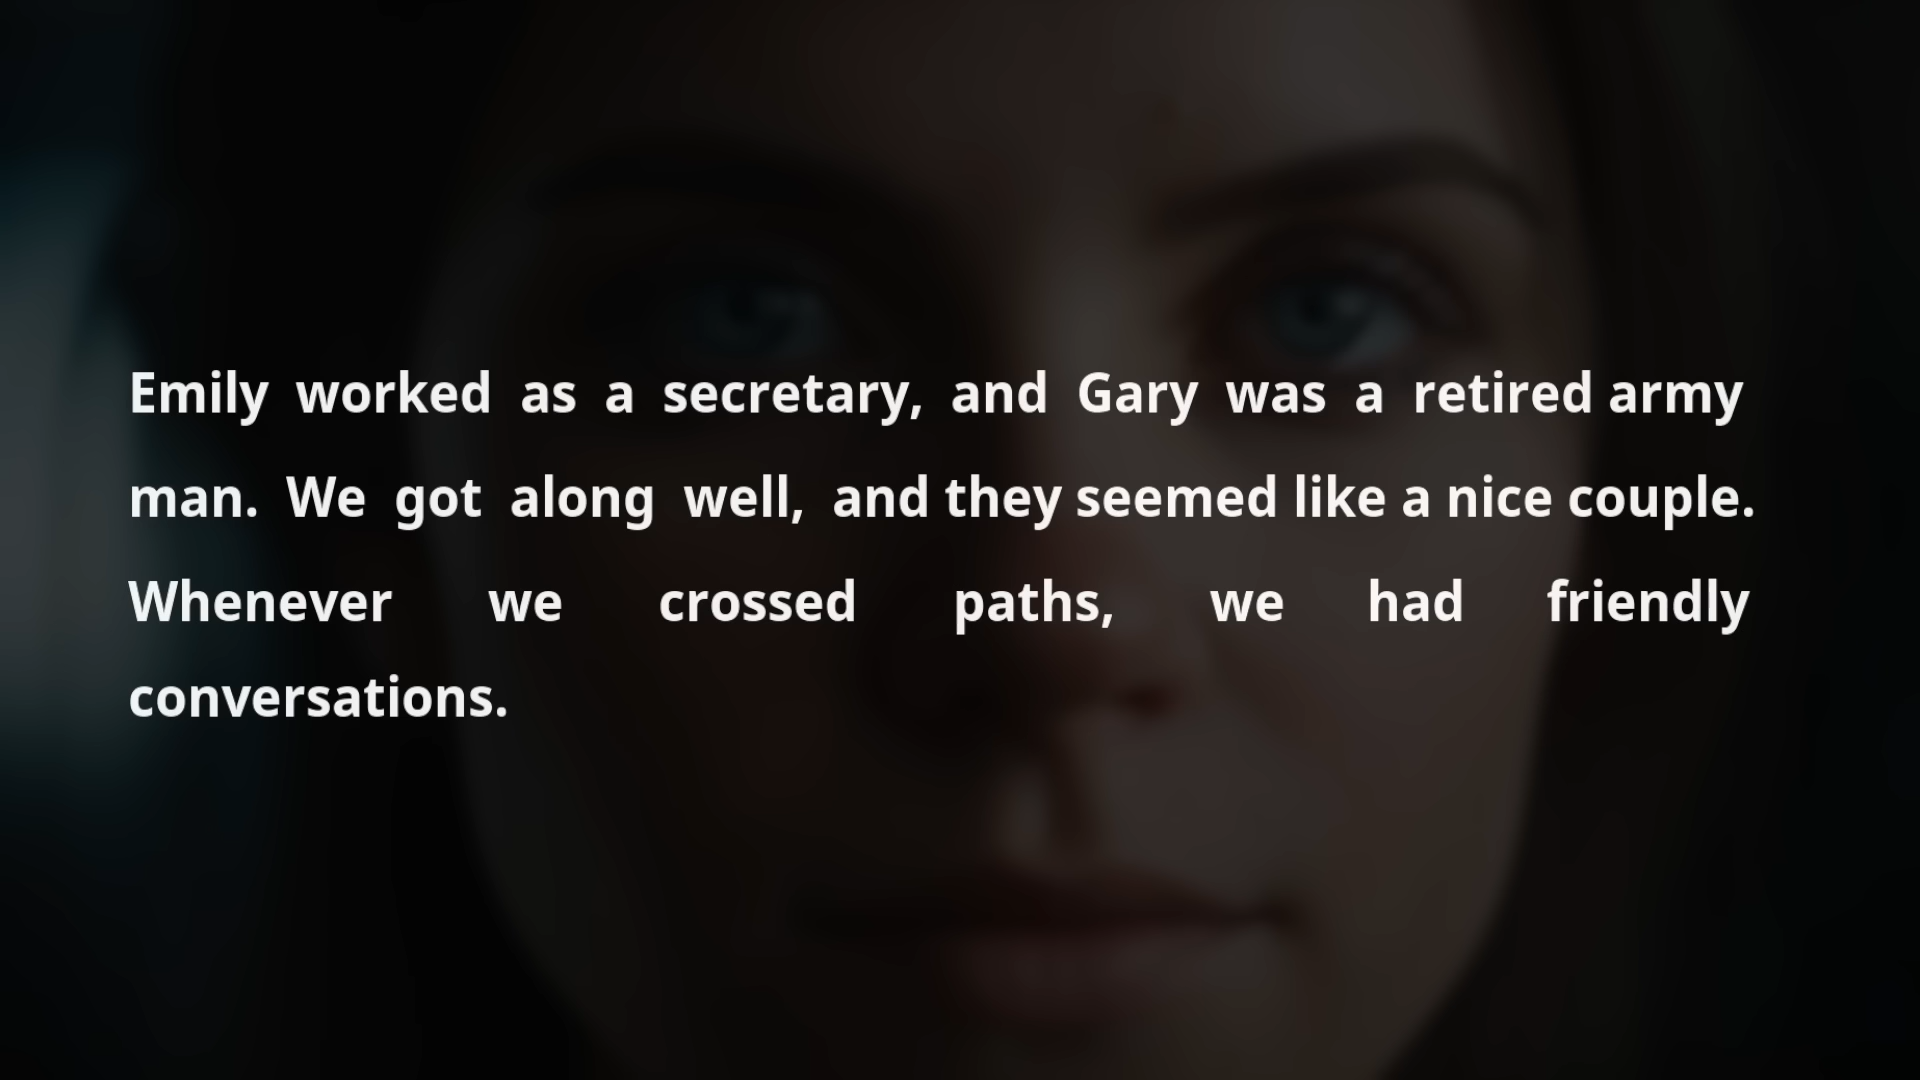 Emily worked as a secretary, and Gary was a retired army
man. We got along well, and they seemed like a nice couple.
Whenever we crossed paths, we had friendly
conversations.